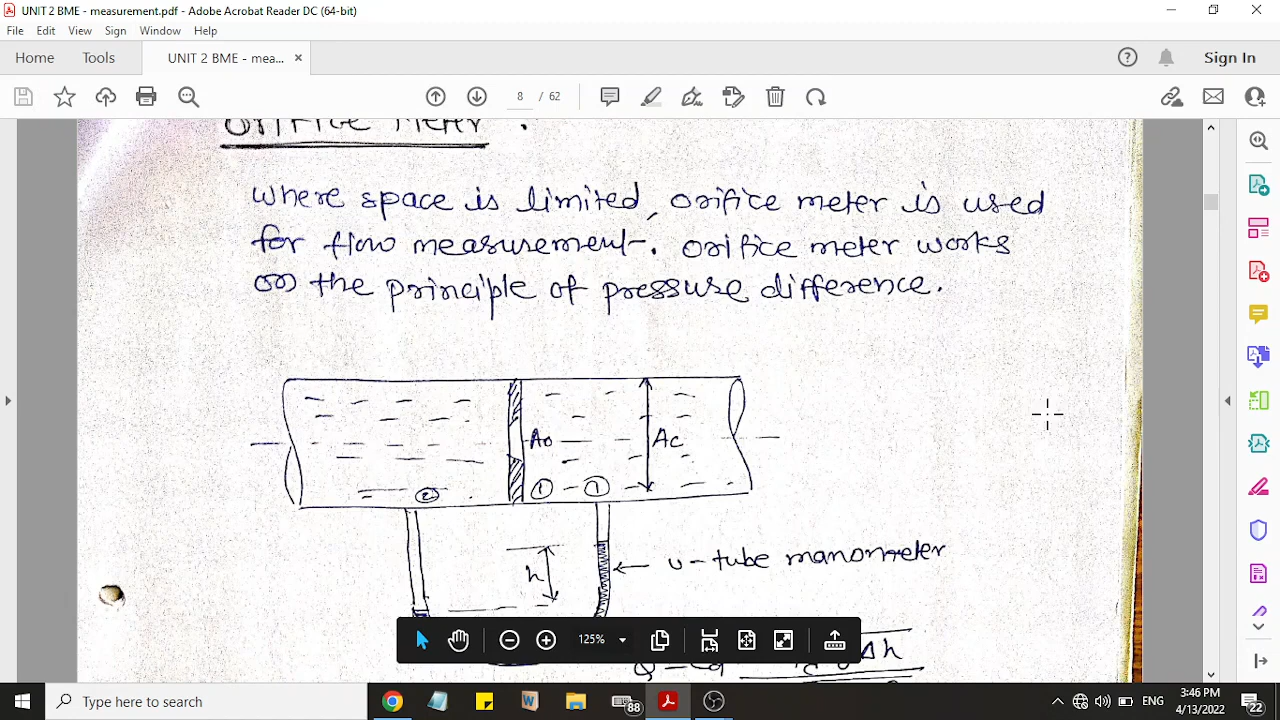 UNIT 2 BME - measurement.pdf - Adobe Acrobat Reader DC (64-bit)
File Edit View Sign Window Help
Home Tools UNIT 2 BME - mea... × Sign In
8 / 62
Orifice Meter :
Where space is limited, orifice meter is used
for flow measurement. Orifice meter works
on the principle of pressure difference.
Ao Ac
② ① ①
h U-tube manometer
125%
Δh
Type here to search
88
ENG
3:46 PM
4/13/2022
22